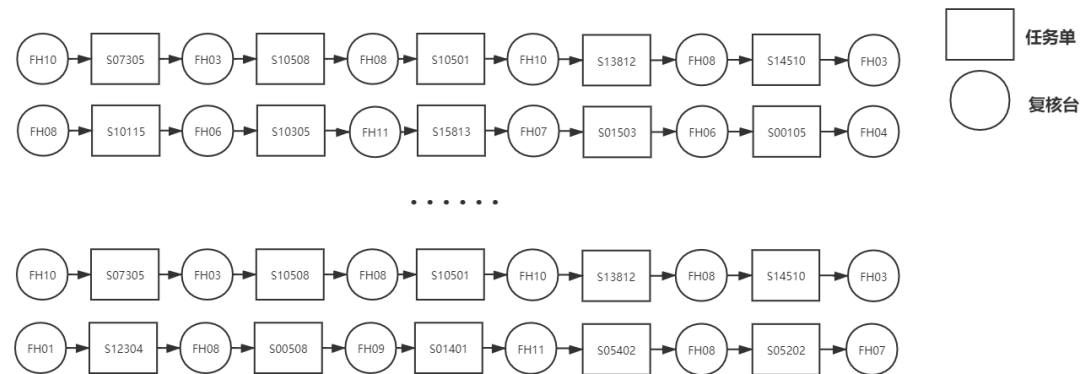 FH10 S07305 FH03 S10508 FH08 S10501 FH10 S13812 FH08 S14510 FH03
任务单
复核台
FH08 S10115 FH06 S10305 FH11 S15813 FH07 S01503 FH06 S00105 FH04
......
FH10 S07305 FH03 S10508 FH08 S10501 FH10 S13812 FH08 S14510 FH03
FH01 S12304 FH08 S00508 FH09 S01401 FH11 S05402 FH08 S05202 FH07